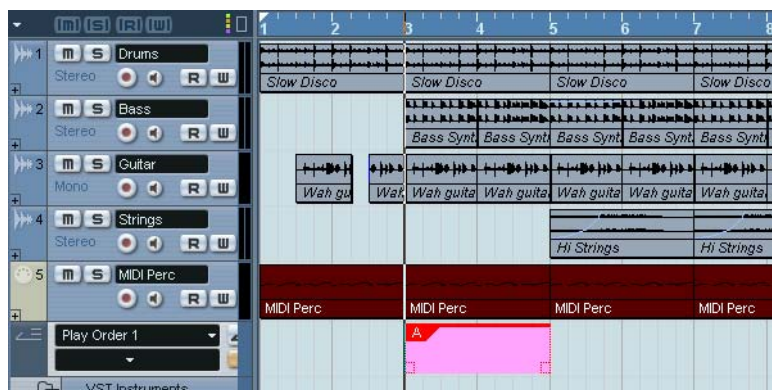 [m] [S] [R] [W] 1 2 3 4 5 6 7 8
1 m S Drums
Stereo R W Slow Disco Slow Disco Slow Disco Slow Disco
2 m S Bass
Stereo R W Bass Synt Bass Synt Bass Synt Bass Synt Bass Synt
3 m S Guitar
Mono R W Wah gu Wah Wah guita Wah guita Wah guita Wah guita Wah guita
4 m S Strings
Stereo R W Hi Strings Hi Strings
5 m S MIDI Perc
R W MIDI Perc MIDI Perc MIDI Perc MIDI Perc
Play Order 1 A
VST Instruments